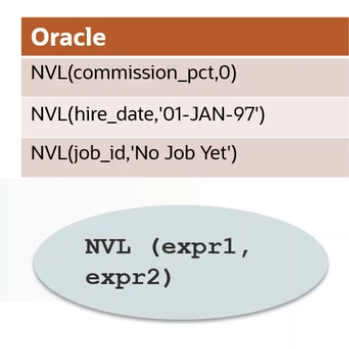 Oracle
NVL(commission_pct,0)
NVL(hire_date,'01-JAN-97')
NVL(job_id,'No Job Yet')
NVL (expr1,
expr2)